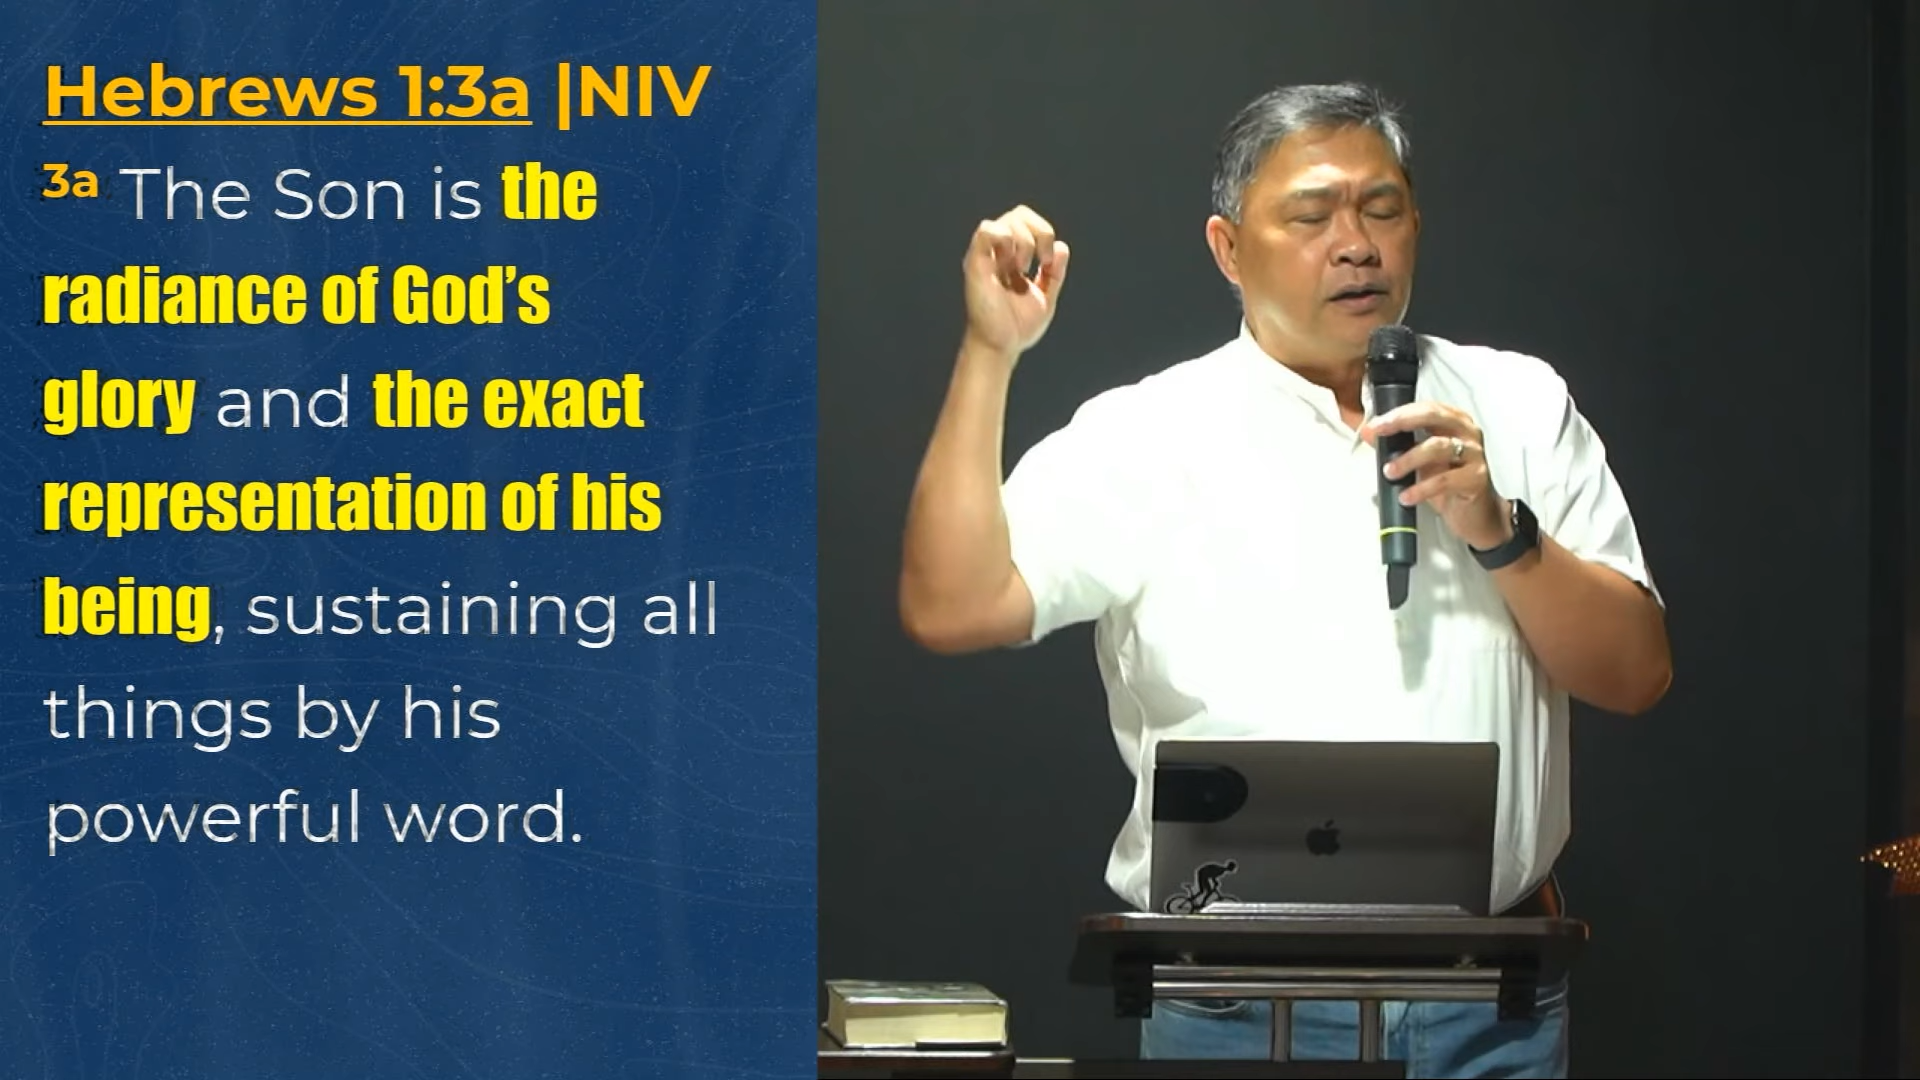 Hebrews 1:3a |NIV
3a The Son is the
radiance of God’s
glory and the exact
representation of his
being, sustaining all
things by his
powerful word.